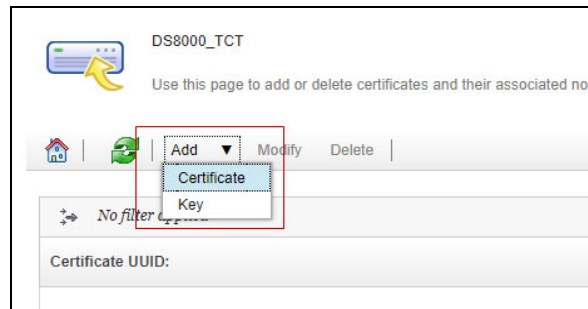 DS8000_TCT
Use this page to add or delete certificates and their associated no
Add ▼ Modify Delete
Certificate
Key
No filter applied
Certificate UUID: